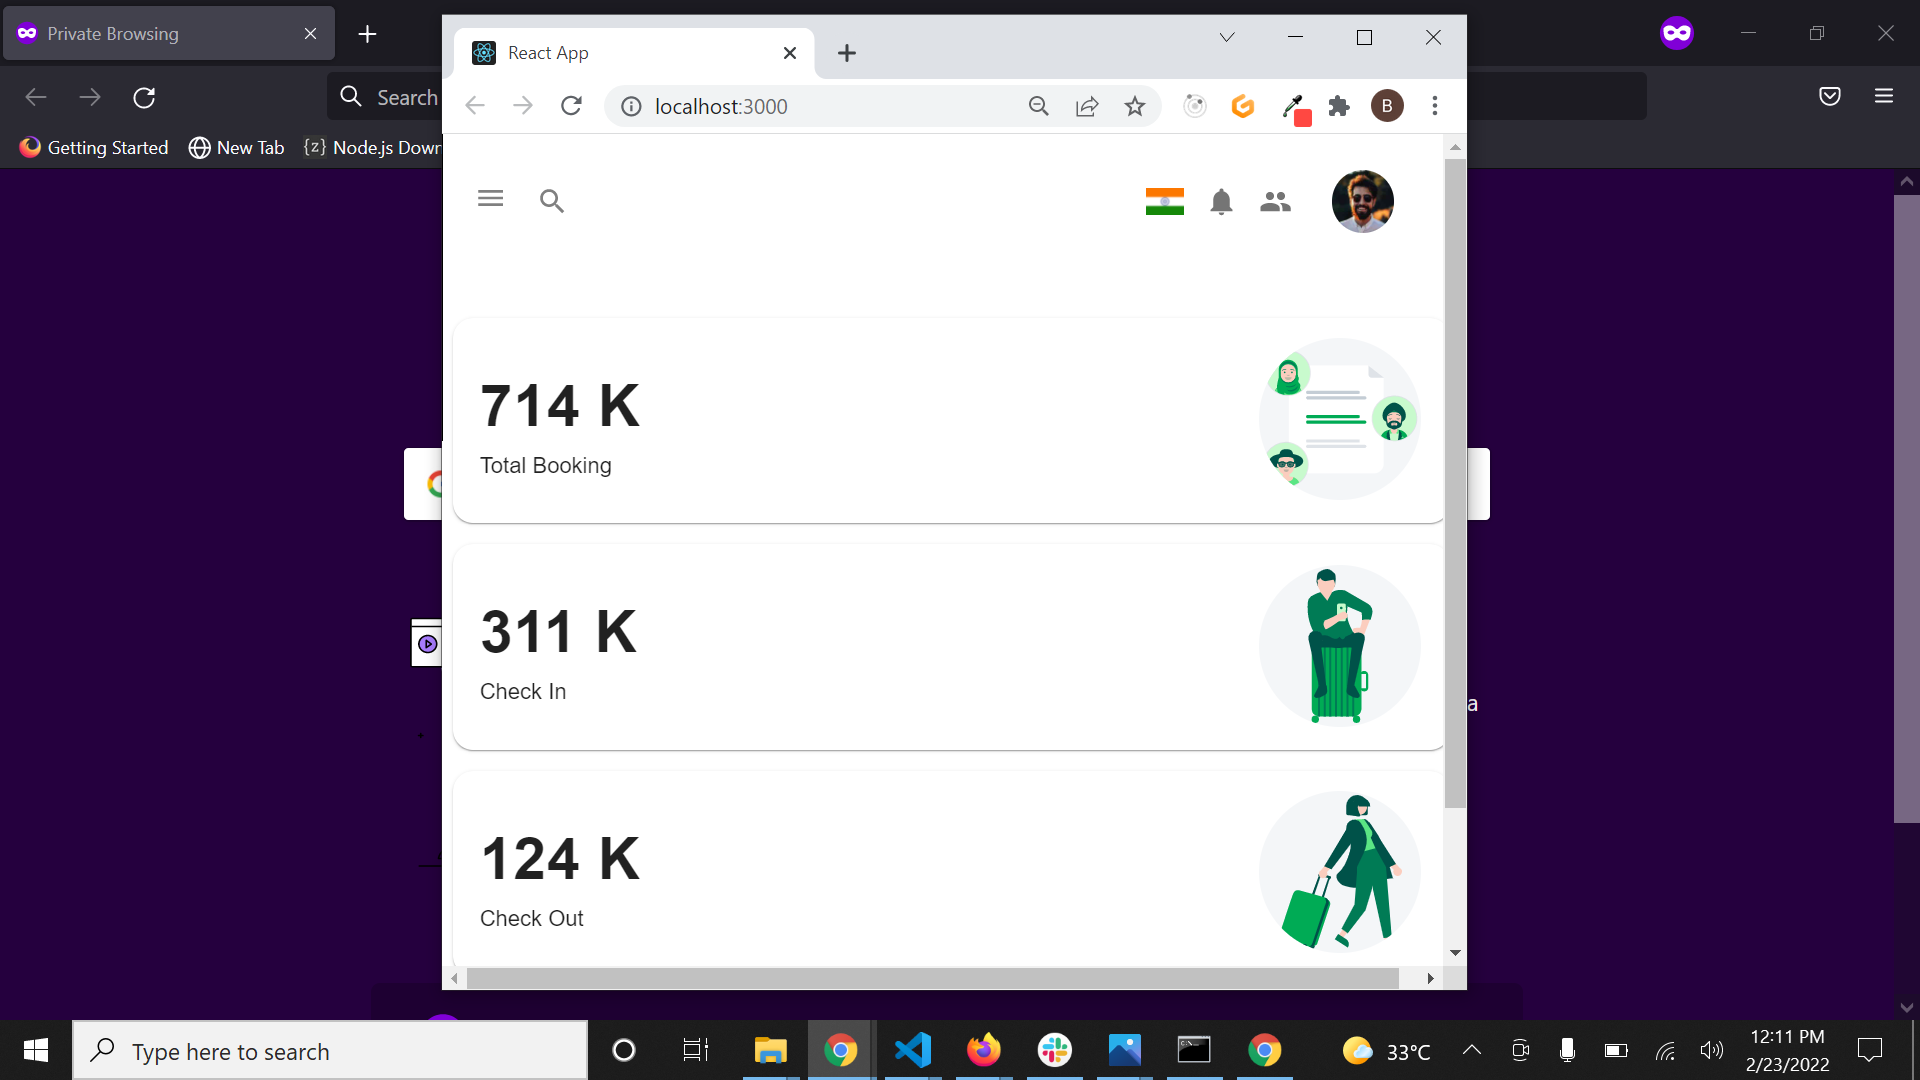 Private Browsing
React App
Search
localhost:3000
B
Getting Started
New Tab
{z} Node.js Dow
714 K
Total Booking
311 K
Check In
a
124 K
Check Out
Type here to search
33°C
12:11 PM
2/23/2022